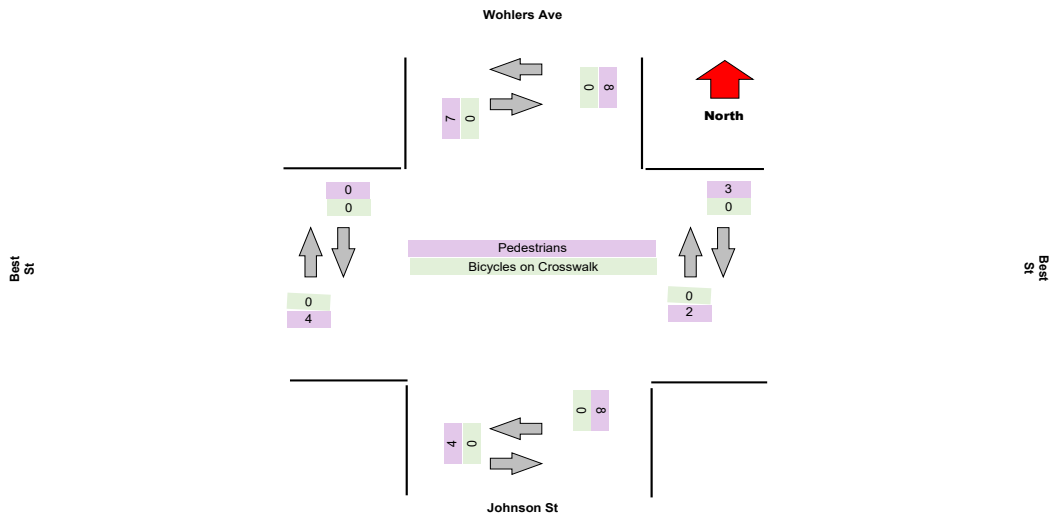 Wohlers Ave
0 8
7 0
North
0
0
3
0
Pedestrians
Bicycles on Crosswalk
Best
St
Best
St
0
4
0
2
0 8
4 0
Johnson St